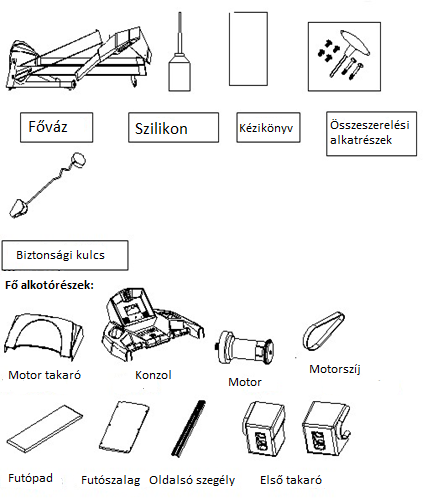 Főváz
Szilikon
Kézikönyv
Összeszerelési
alkatrészek
Biztonsági kulcs
Fő alkotórészek:
Motor takaró
Konzol
Motor
Motorszíj
Futópad
Futószalag
Oldalsó szegély
Első takaró